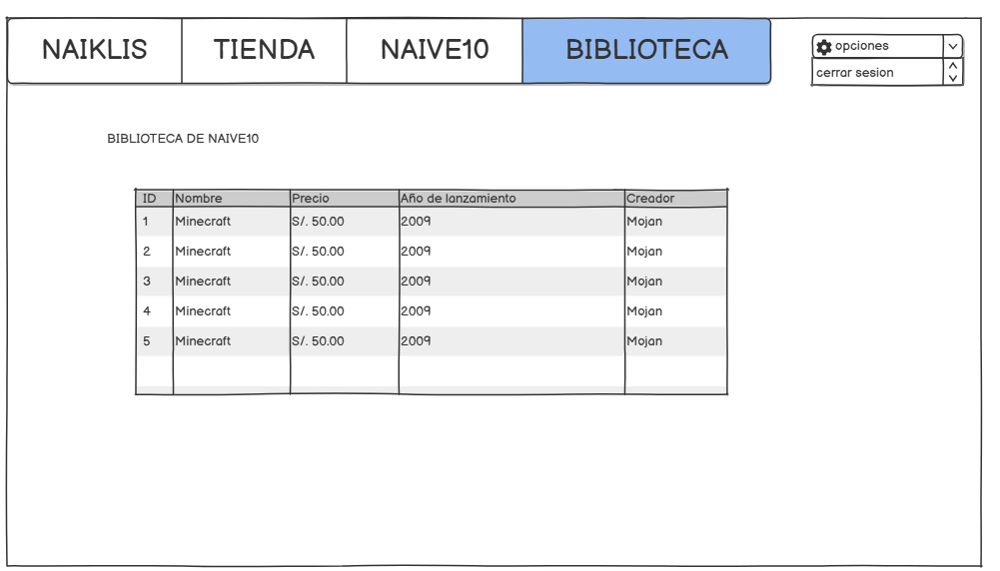 NAIKLIS TIENDA NAIVE10 BIBLIOTECA
opciones
cerrar sesion
BIBLIOTECA DE NAIVE10
ID Nombre Precio Año de lanzamiento Creador
1 Minecraft S/. 50.00 2009 Mojan
2 Minecraft S/. 50.00 2009 Mojan
3 Minecraft S/. 50.00 2009 Mojan
4 Minecraft S/. 50.00 2009 Mojan
5 Minecraft S/. 50.00 2009 Mojan